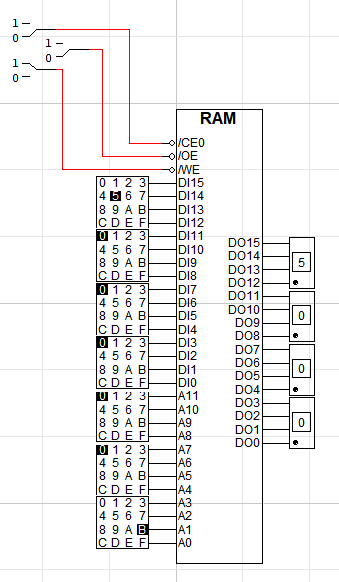 1
0
1
0
1
0
RAM
/CE0
/OE
/WE
0 1 2 3 DI15
4 5 6 7 DI14
8 9 A B DI13
C D E F DI12
0 1 2 3 DI11
4 5 6 7 DI10
8 9 A B DI9
C D E F DI8
0 1 2 3 DI7
4 5 6 7 DI6
8 9 A B DI5
C D E F DI4
0 1 2 3 DI3
4 5 6 7 DI2
8 9 A B DI1
C D E F DI0
0 1 2 3 A11
4 5 6 7 A10
8 9 A B A9
C D E F A8
0 1 2 3 A7
4 5 6 7 A6
8 9 A B A5
C D E F A4
0 1 2 3 A3
4 5 6 7 A2
8 9 A B A1
C D E F A0
DO15
DO14
DO13
DO12
5
DO11
DO10
DO9
DO8
0
DO7
DO6
DO5
DO4
0
DO3
DO2
DO1
DO0
0